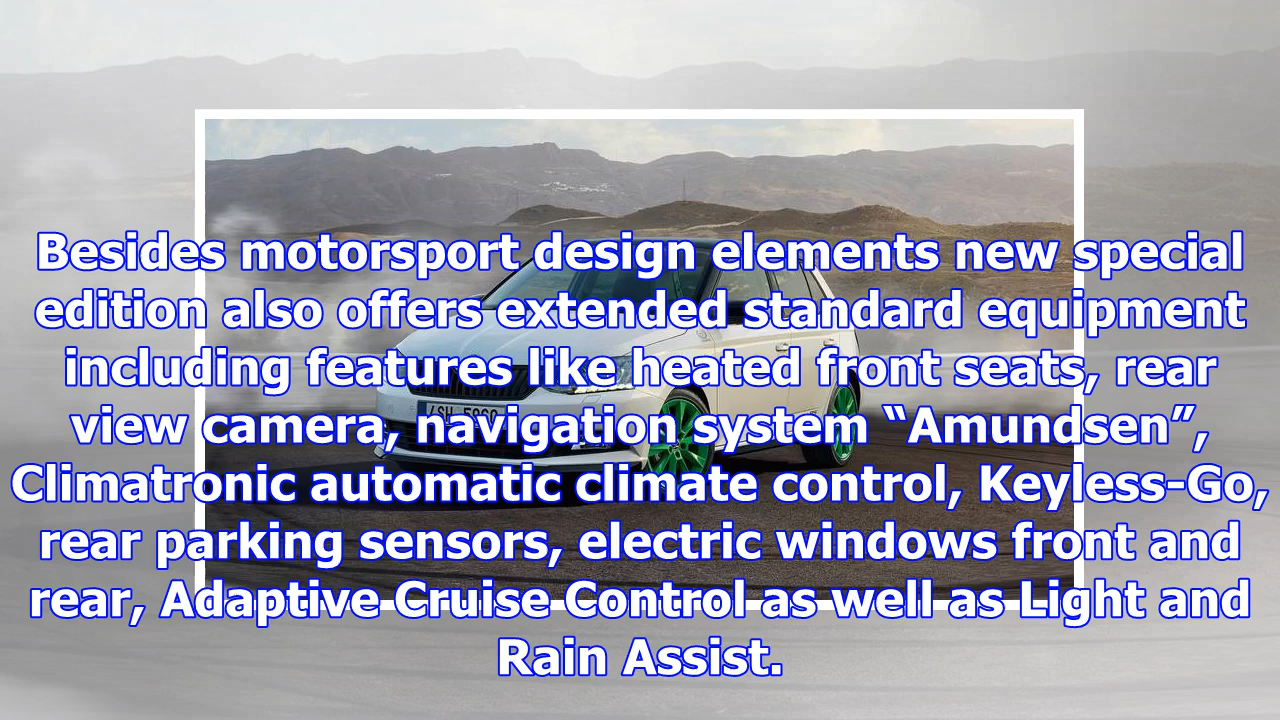 Besides motorsport design elements new special
edition also offers extended standard equipment
including features like heated front seats, rear
view camera, navigation system “Amundsen”,
Climatronic automatic climate control, Keyless-Go,
rear parking sensors, electric windows front and
rear, Adaptive Cruise Control as well as Light and
Rain Assist.